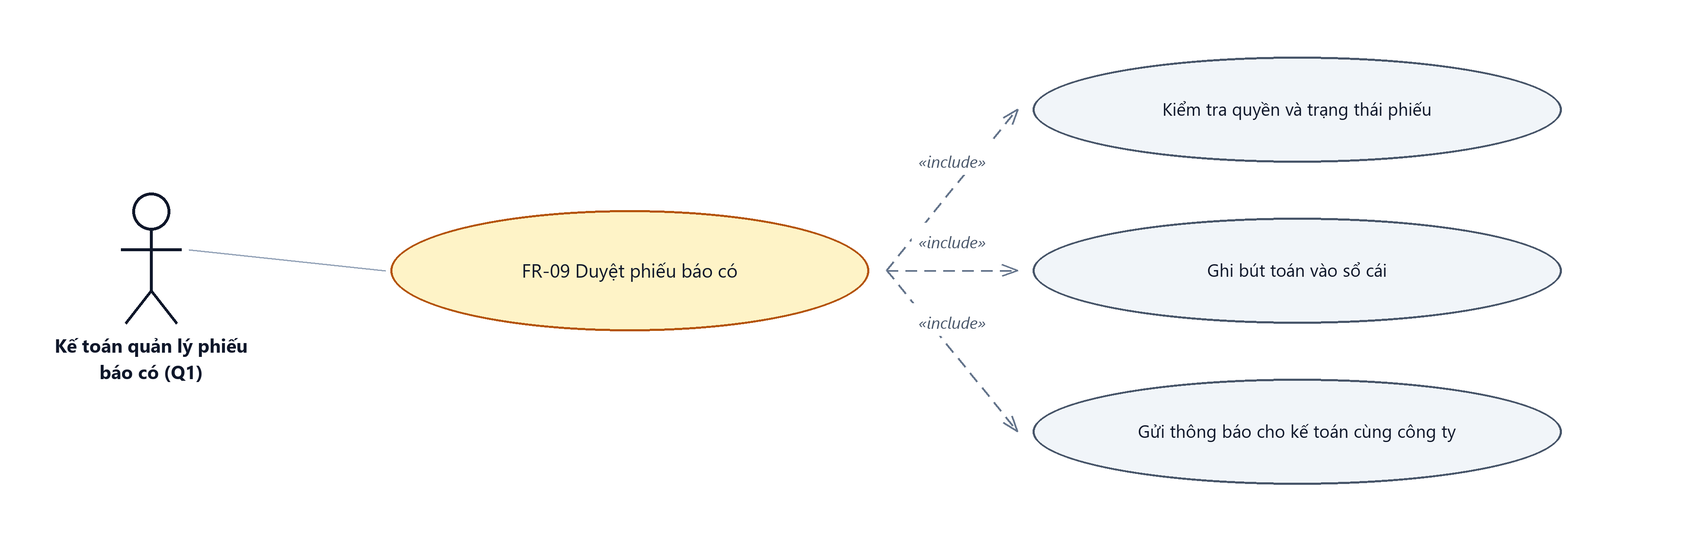 Kiểm tra quyền và trạng thái phiếu
«include»
«include»
FR-09 Duyệt phiếu báo có
Ghi bút toán vào sổ cái
«include»
Kế toán quản lý phiếu
báo có (Q1)
Gửi thông báo cho kế toán cùng công ty